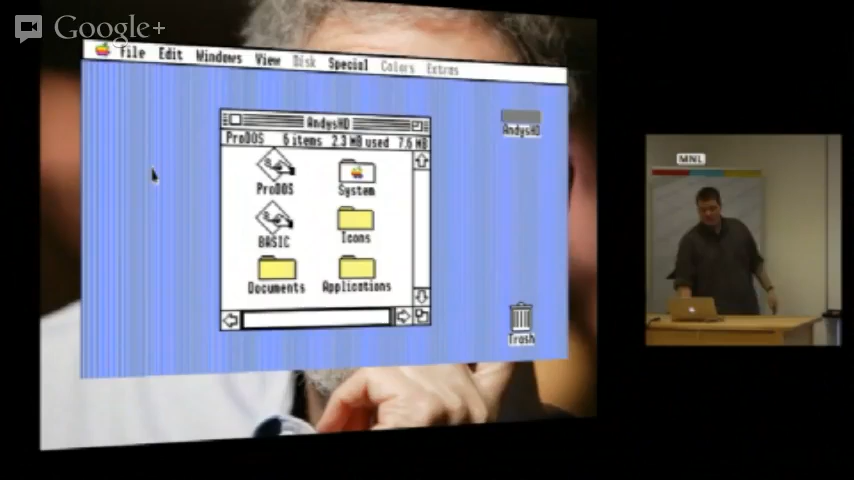 Google+
File Edit Windows View Disk Special Colors Extras
AndysHD
ProDOS 6 items 2.3 MB used 7.6 MB
ProDOS
System
BASIC
Icons
Documents
Applications
AndysHD
Trash
MNL